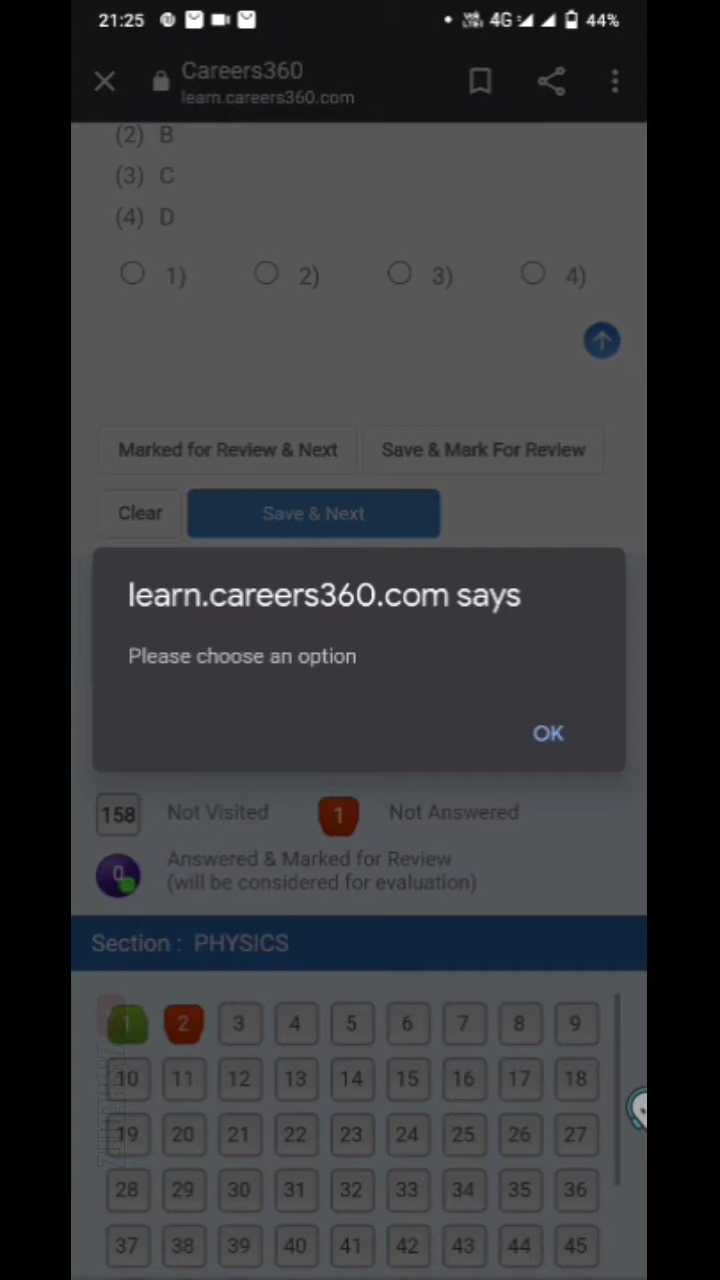 21:25
4G 44%
Careers360
learn.careers360.com
(2) B
(3) C
(4) D
1) 2) 3) 4)
Marked for Review & Next Save & Mark For Review
Clear Save & Next
learn.careers360.com says
Please choose an option
OK
158 Not Visited 1 Not Answered
0 Answered & Marked for Review
(will be considered for evaluation)
Section : PHYSICS
1 2 3 4 5 6 7 8 9
10 11 12 13 14 15 16 17 18
19 20 21 22 23 24 25 26 27
28 29 30 31 32 33 34 35 36
37 38 39 40 41 42 43 44 45